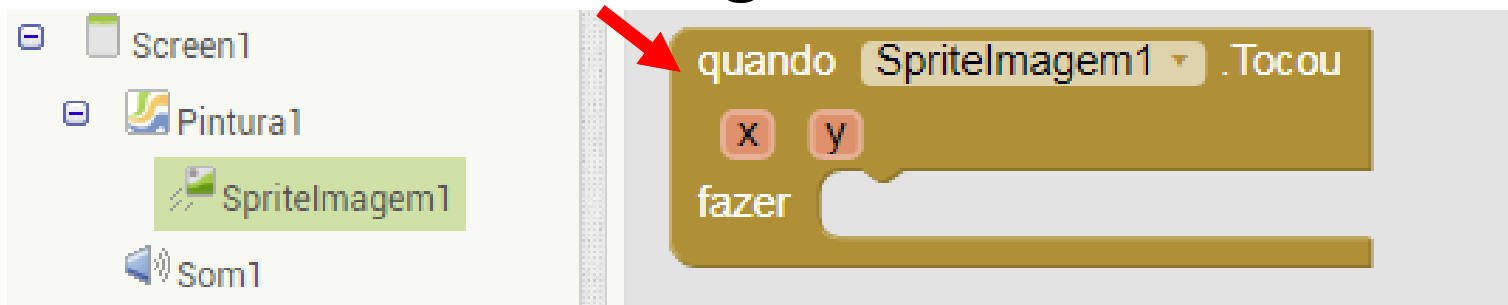 Screen1
Pintura1
SpriteImagem1
Som1
quando SpriteImagem1 .Tocou
x y
fazer